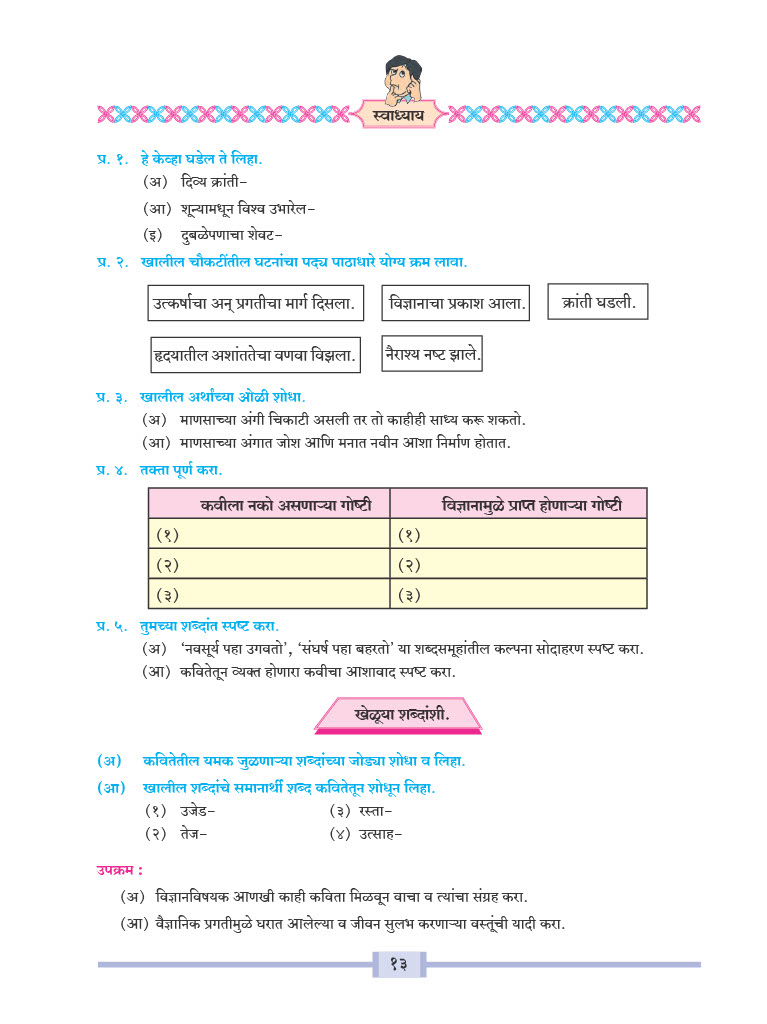 स्वाध्याय
प्र. १. हे केव्हा घडेल ते लिहा.
(अ) दिव्य क्रांती–
(आ) शून्यामधून विश्व उभारेल–
(इ) दुबळेपणाचा शेवट–
प्र. २. खालील चौकटींतील घटनांचा पद्य पाठाधारे योग्य क्रम लावा.
उत्कर्षाचा अन् प्रगतीचा मार्ग दिसला. विज्ञानाचा प्रकाश आला. क्रांती घडली.
हृदयातील अशांततेचा वणवा विझला. नैराश्य नष्ट झाले.
प्र. ३. खालील अर्थांच्या ओळी शोधा.
(अ) माणसाच्या अंगी चिकाटी असली तर तो काहीही साध्य करू शकतो.
(आ) माणसाच्या अंगात जोश आणि मनात नवीन आशा निर्माण होतात.
प्र. ४. तक्ता पूर्ण करा.
कवीला नको असणाऱ्या गोष्टी विज्ञानामुळे प्राप्त होणाऱ्या गोष्टी
(१) (१)
(२) (२)
(३) (३)
प्र. ५. तुमच्या शब्दांत स्पष्ट करा.
(अ) ‘नवसूर्य पहा उगवतो’, ‘संघर्ष पहा बहरतो’ या शब्दसमूहांतील कल्पना सोदाहरण स्पष्ट करा.
(आ) कवितेतून व्यक्त होणारा कवीचा आशावाद स्पष्ट करा.
खेळूया शब्दांशी.
(अ) कवितेतील यमक जुळणाऱ्या शब्दांच्या जोड्या शोधा व लिहा.
(आ) खालील शब्दांचे समानार्थी शब्द कवितेतून शोधून लिहा.
(१) उजेड– (३) रस्ता–
(२) तेज– (४) उत्साह–
उपक्रम :
(अ) विज्ञानविषयक आणखी काही कविता मिळवून वाचा व त्यांचा संग्रह करा.
(आ) वैज्ञानिक प्रगतीमुळे घरात आलेल्या व जीवन सुलभ करणाऱ्या वस्तूंची यादी करा.
१३